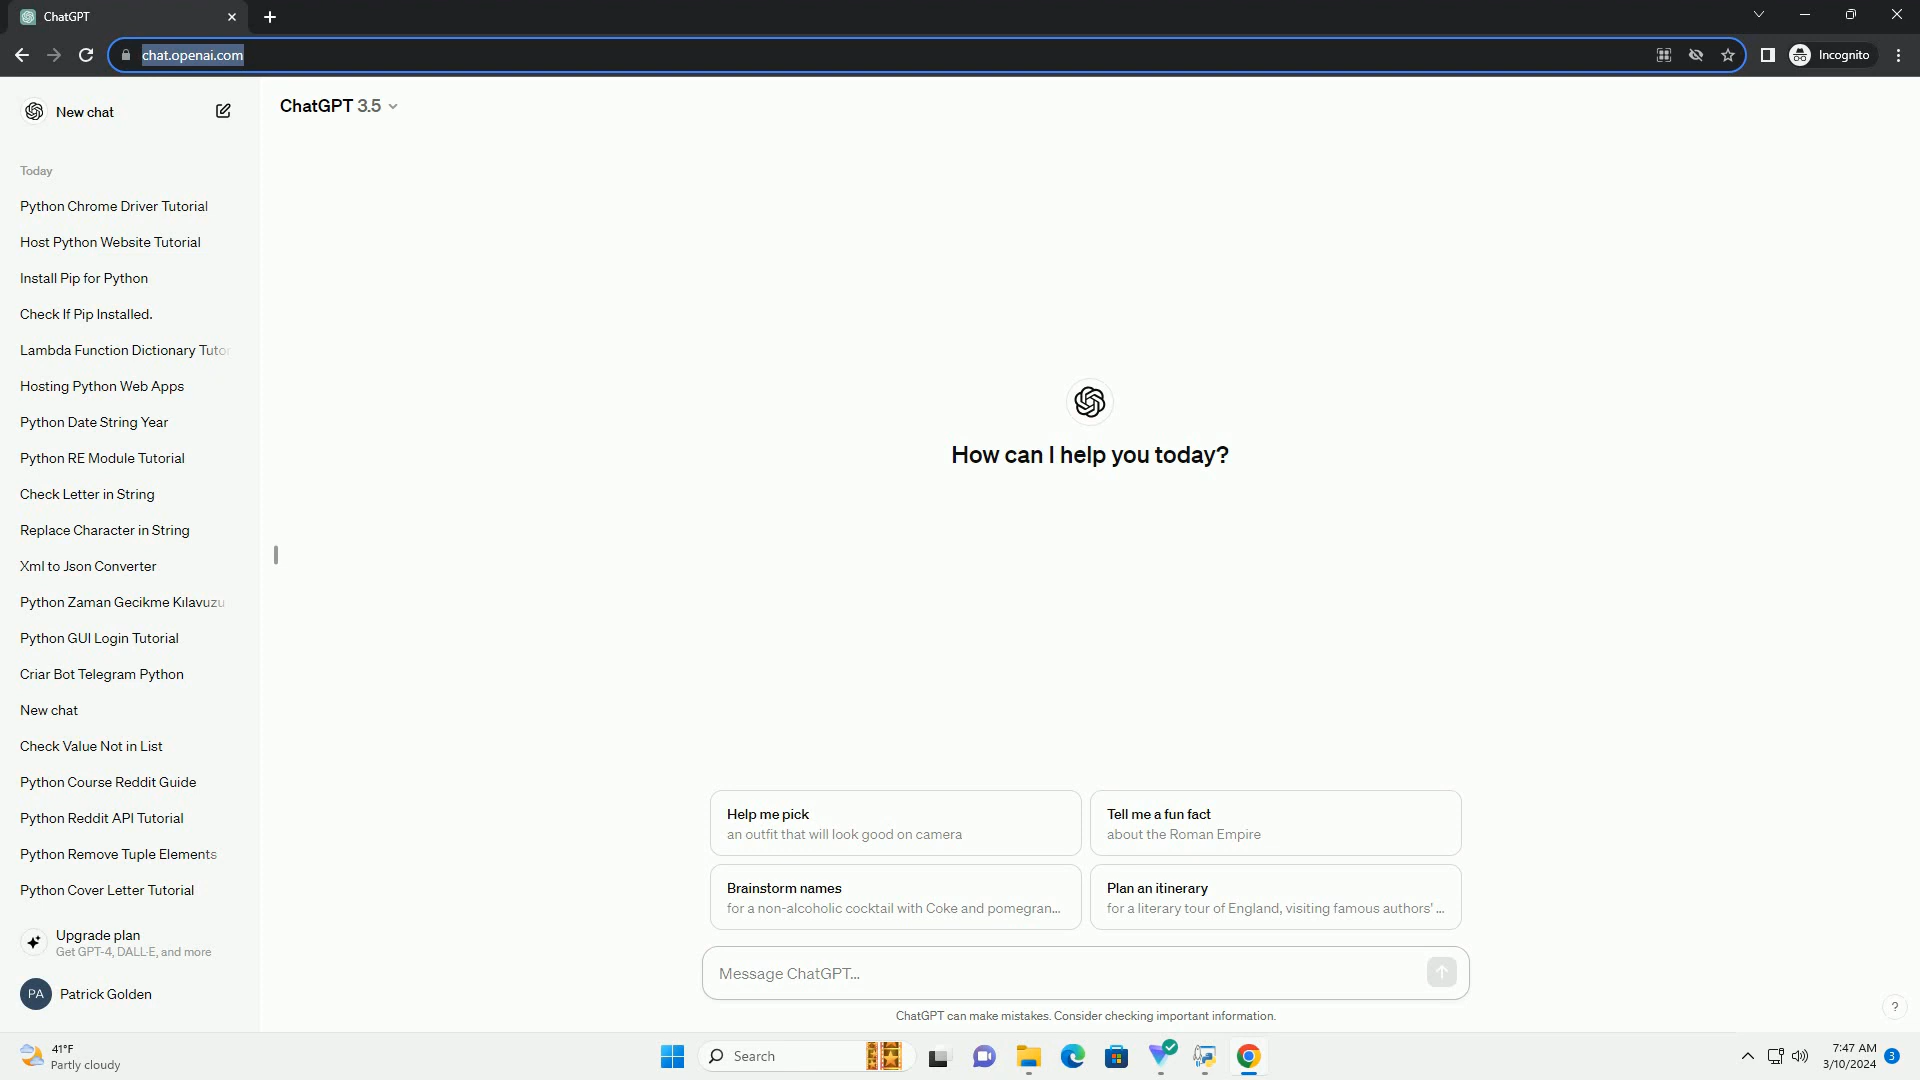 ChatGPT
chat.openai.com
Incognito
New chat
ChatGPT 3.5
Today
Python Chrome Driver Tutorial
Host Python Website Tutorial
Install Pip for Python
Check If Pip Installed.
Lambda Function Dictionary Tutor
Hosting Python Web Apps
Python Date String Year
Python RE Module Tutorial
Check Letter in String
Replace Character in String
Xml to Json Converter
Python Zaman Gecikme Kılavuzu
Python GUI Login Tutorial
Criar Bot Telegram Python
New chat
Check Value Not in List
Python Course Reddit Guide
Python Reddit API Tutorial
Python Remove Tuple Elements
Python Cover Letter Tutorial
Upgrade plan
Get GPT-4, DALL·E, and more
PA Patrick Golden
How can I help you today?
Help me pick
an outfit that will look good on camera
Tell me a fun fact
about the Roman Empire
Brainstorm names
for a non-alcoholic cocktail with Coke and pomegran...
Plan an itinerary
for a literary tour of England, visiting famous authors' ...
Message ChatGPT...
ChatGPT can make mistakes. Consider checking important information.
?
41°F
Partly cloudy
Search
7:47 AM
3/10/2024
3